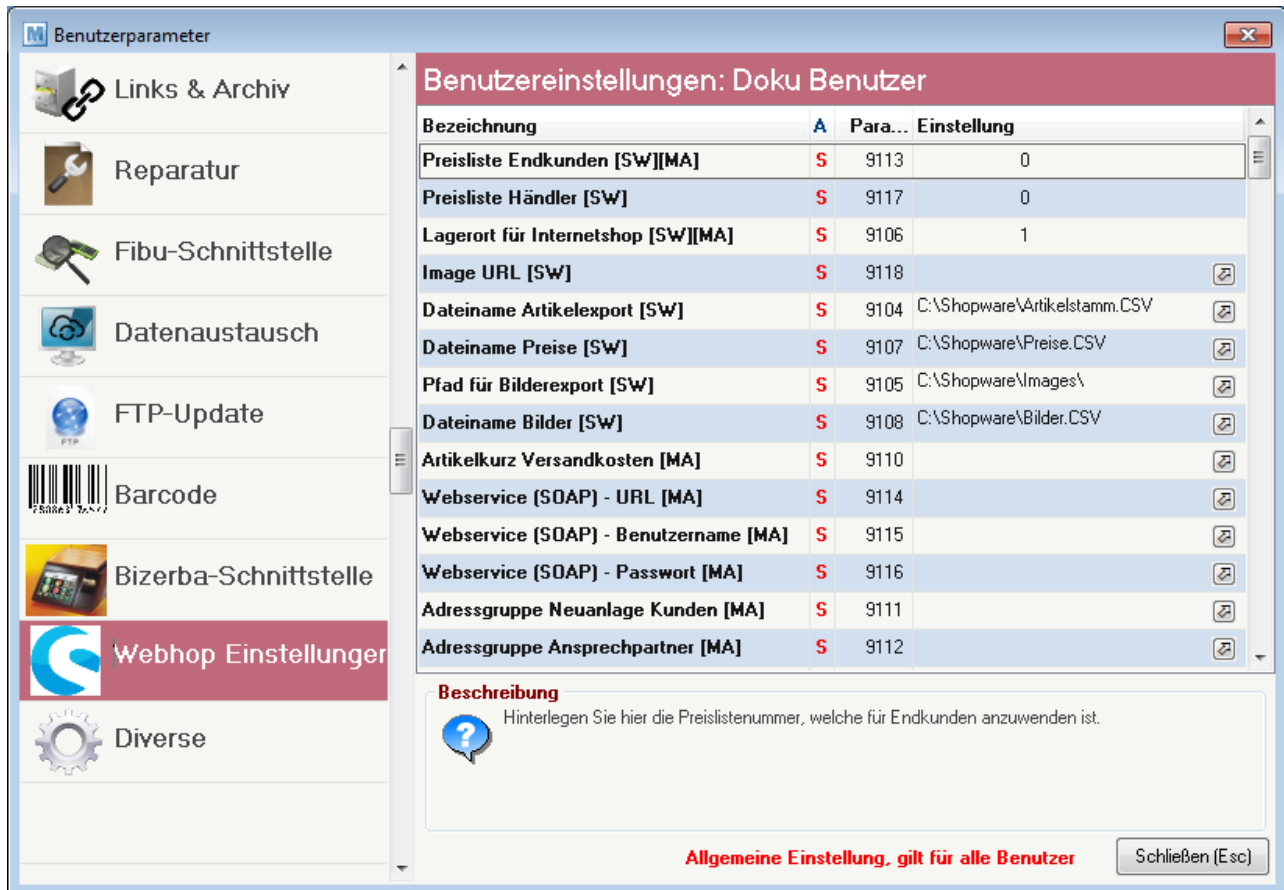 Benutzerparameter
Links & Archiv
Reparatur
Fibu-Schnittstelle
Datenaustausch
FTP-Update
FTP
Barcode
Bizerba-Schnittstelle
Webhop Einstellunger
Diverse
Benutzereinstellungen: Doku Benutzer
Bezeichnung A Para... Einstellung
Preisliste Endkunden [SW][MA] S 9113 0
Preisliste Händler [SW] S 9117 0
Lagerort für Internetshop [SW][MA] S 9106 1
Image URL [SW] S 9118
Dateiname Artikelexport [SW] S 9104 C:\Shopware\Artikelstamm.CSV
Dateiname Preise [SW] S 9107 C:\Shopware\Preise.CSV
Pfad für Bilderexport [SW] S 9105 C:\Shopware\Images\
Dateiname Bilder [SW] S 9108 C:\Shopware\Bilder.CSV
Artikelkurz Versandkosten [MA] S 9110
Webservice (SOAP) - URL [MA] S 9114
Webservice (SOAP) - Benutzername [MA] S 9115
Webservice (SOAP) - Passwort [MA] S 9116
Adressgruppe Neuanlage Kunden [MA] S 9111
Adressgruppe Ansprechpartner [MA] S 9112
Beschreibung
Hinterlegen Sie hier die Preislistenummer, welche für Endkunden anzuwenden ist.
Allgemeine Einstellung, gilt für alle Benutzer
Schließen (Esc)